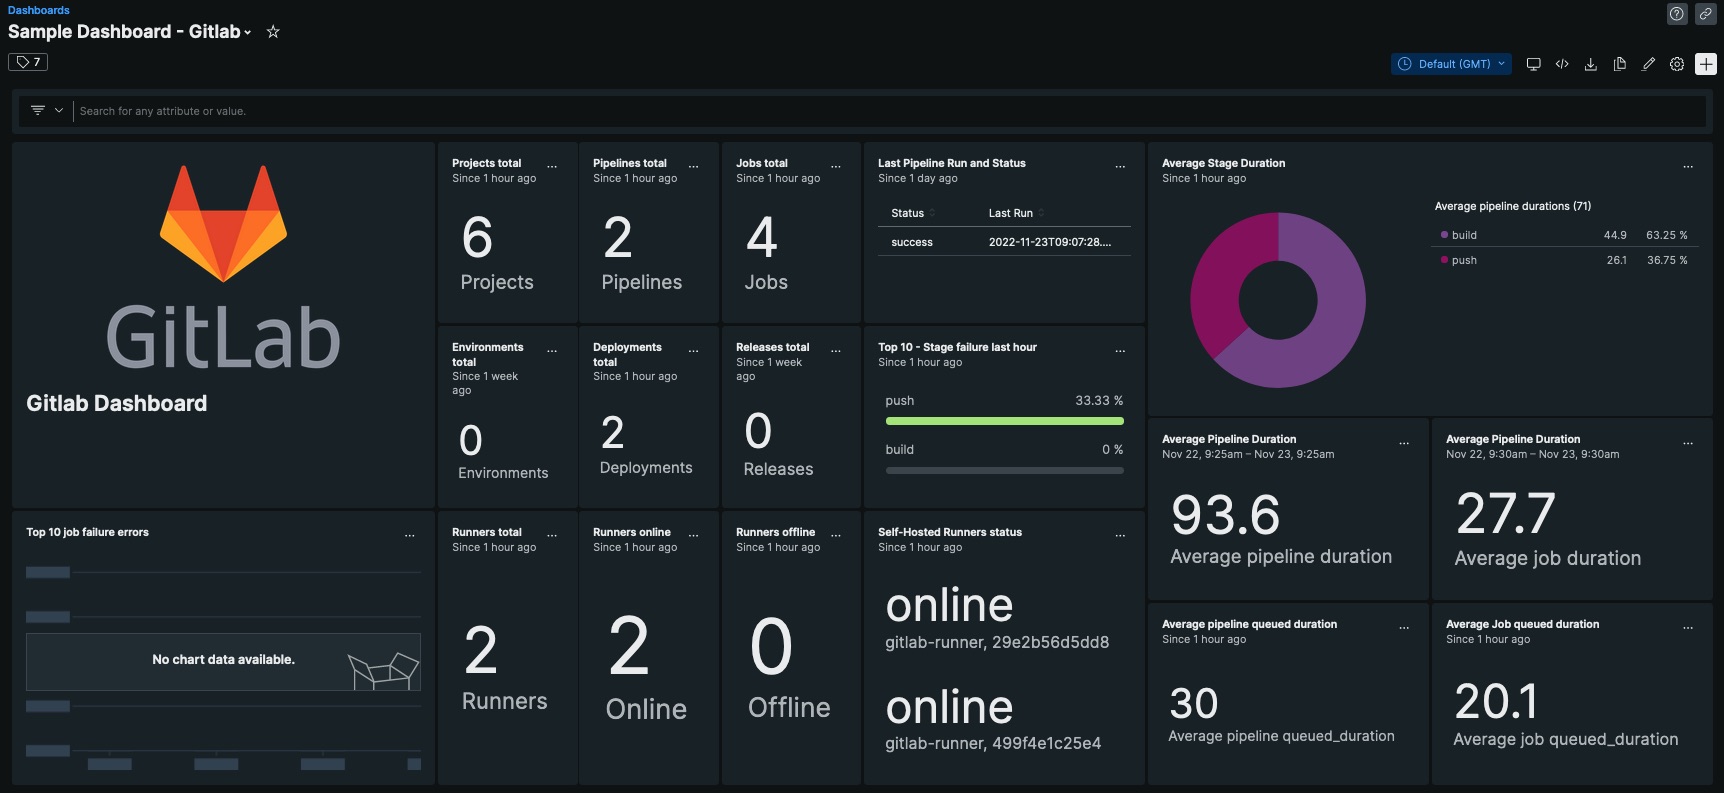 Dashboards
Sample Dashboard - Gitlab
7
Default (GMT)
Search for any attribute or value.
GitLab
Gitlab Dashboard
Projects total
Since 1 hour ago
6
Projects
Pipelines total
Since 1 hour ago
2
Pipelines
Jobs total
Since 1 hour ago
4
Jobs
Last Pipeline Run and Status
Since 1 day ago
Status Last Run
success 2022-11-23T09:07:28....
Average Stage Duration
Since 1 hour ago
Average pipeline durations (71)
build 44.9 63.25 %
push 26.1 36.75 %
Environments
total
Since 1 week
ago
0
Environments
Deployments
total
Since 1 hour ago
2
Deployments
Releases total
Since 1 week
ago
0
Releases
Top 10 - Stage failure last hour
Since 1 hour ago
push 33.33 %
build 0 %
Average Pipeline Duration
Nov 22, 9:25am – Nov 23, 9:25am
93.6
Average pipeline duration
Average Pipeline Duration
Nov 22, 9:30am – Nov 23, 9:30am
27.7
Average job duration
Top 10 job failure errors
No chart data available.
Runners total
Since 1 hour ago
2
Runners
Runners online
Since 1 hour ago
2
Online
Runners offline
Since 1 hour ago
0
Offline
Self-Hosted Runners status
Since 1 hour ago
online
gitlab-runner, 29e2b56d5dd8
online
gitlab-runner, 499f4e1c25e4
Average pipeline queued duration
Since 1 hour ago
30
Average pipeline queued_duration
Average Job queued duration
Since 1 hour ago
20.1
Average job queued_duration